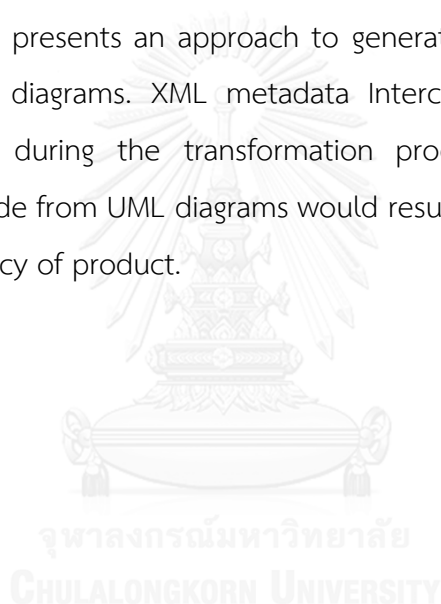 presents an approach to generat
diagrams. XML metadata Interc
during the transformation pro
de from UML diagrams would resu
cy of product.
จุฬาลงกรณ์มหาวิทยาลัย
CHULALONGKORN UNIVERSITY